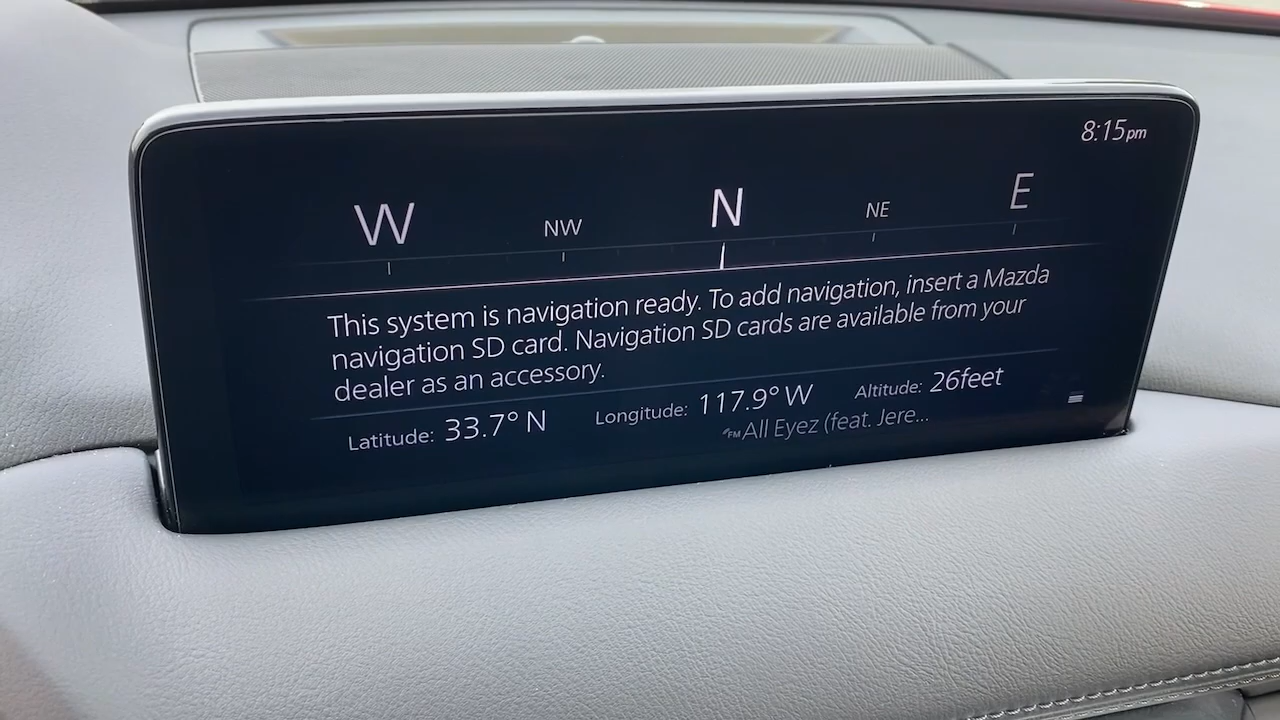 8:15pm
W NW N NE E
This system is navigation ready. To add navigation, insert a Mazda
navigation SD card. Navigation SD cards are available from your
dealer as an accessory.
Latitude: 33.7° N Longitude: 117.9° W Altitude: 26feet
FM All Eyez (feat. Jere...